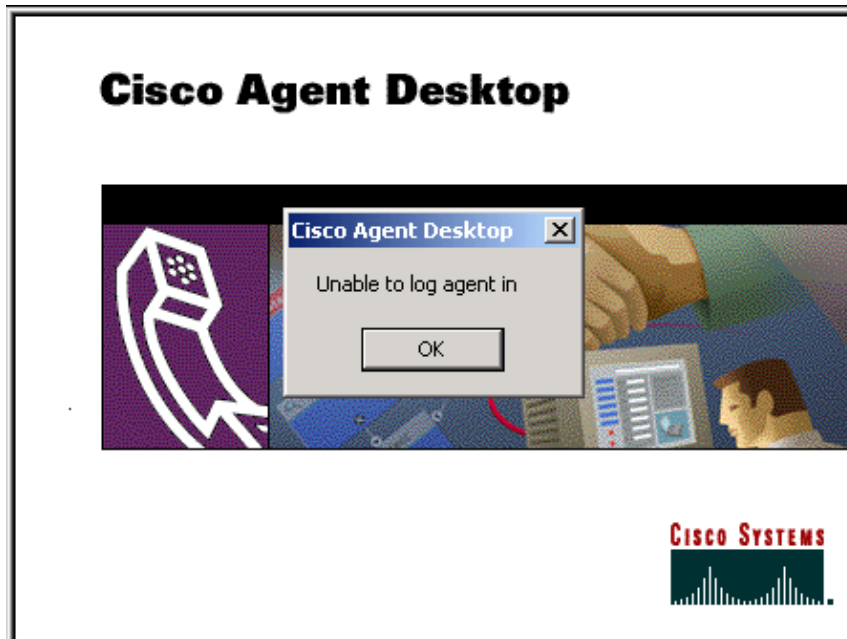 Cisco Agent Desktop
Cisco Agent Desktop
Unable to log agent in
OK
CISCO SYSTEMS